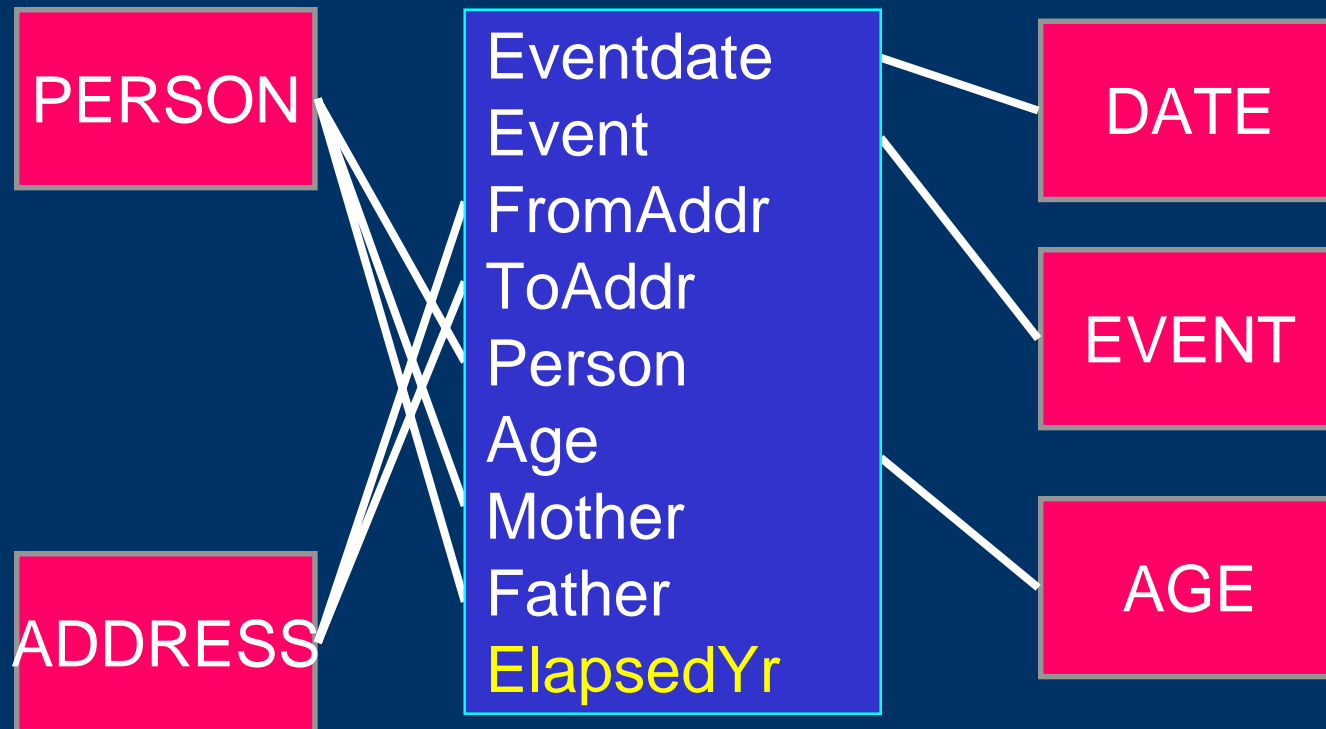 PERSON
ADDRESS
Eventdate
Event
FromAddr
ToAddr
Person
Age
Mother
Father
ElapsedYr
DATE
EVENT
AGE